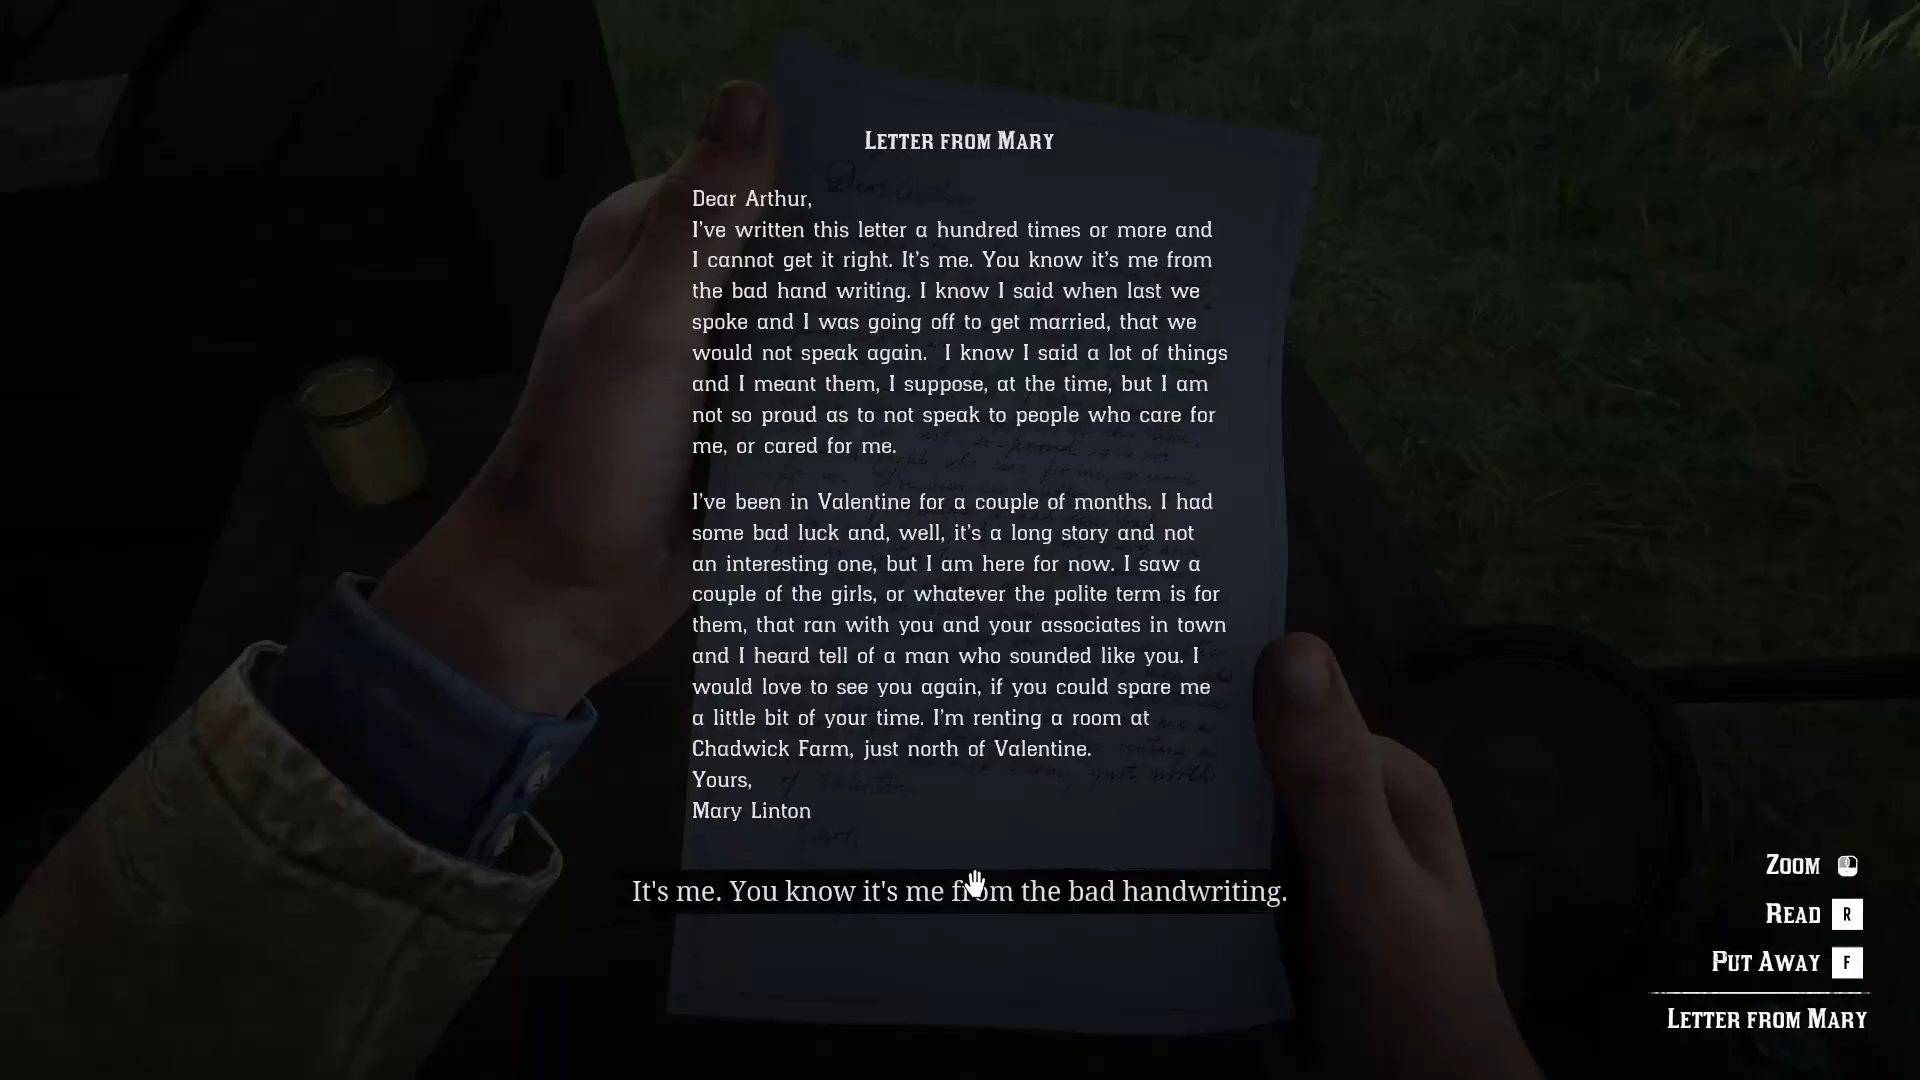 Letter from Mary
Dear Arthur,
I've written this letter a hundred times or more and
I cannot get it right. It's me. You know it's me from
the bad hand writing. I know I said when last we
spoke and I was going off to get married, that we
would not speak again.  I know I said a lot of things
and I meant them, I suppose, at the time, but I am
not so proud as to not speak to people who care for
me, or cared for me.
I've been in Valentine for a couple of months. I had
some bad luck and, well, it's a long story and not
an interesting one, but I am here for now. I saw a
couple of the girls, or whatever the polite term is for
them, that ran with you and your associates in town
and I heard tell of a man who sounded like you. I
would love to see you again, if you could spare me
a little bit of your time. I'm renting a room at
Chadwick Farm, just north of Valentine.
Yours,
Mary Linton
It's me. You know it's me from the bad handwriting.
Zoom
Read R
Put Away F
Letter from Mary